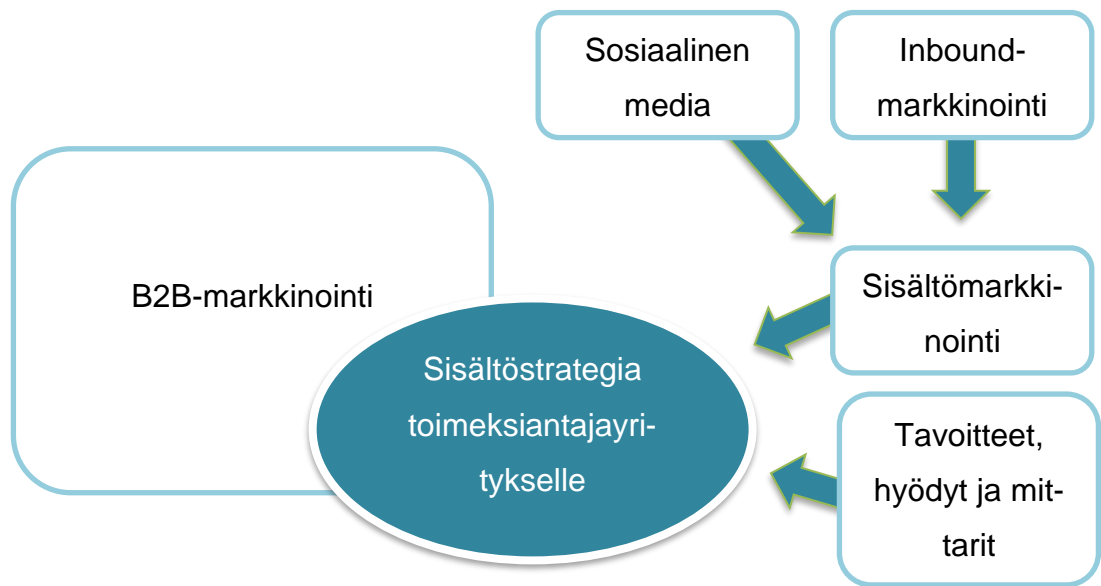 Sosiaalinen
media
Inbound-
markkinointi
B2B-markkinointi
Sisältömarkki-
nointi
Sisältöstrategia
toimeksiantajayri-
tykselle
Tavoitteet,
hyödyt ja mit-
tarit